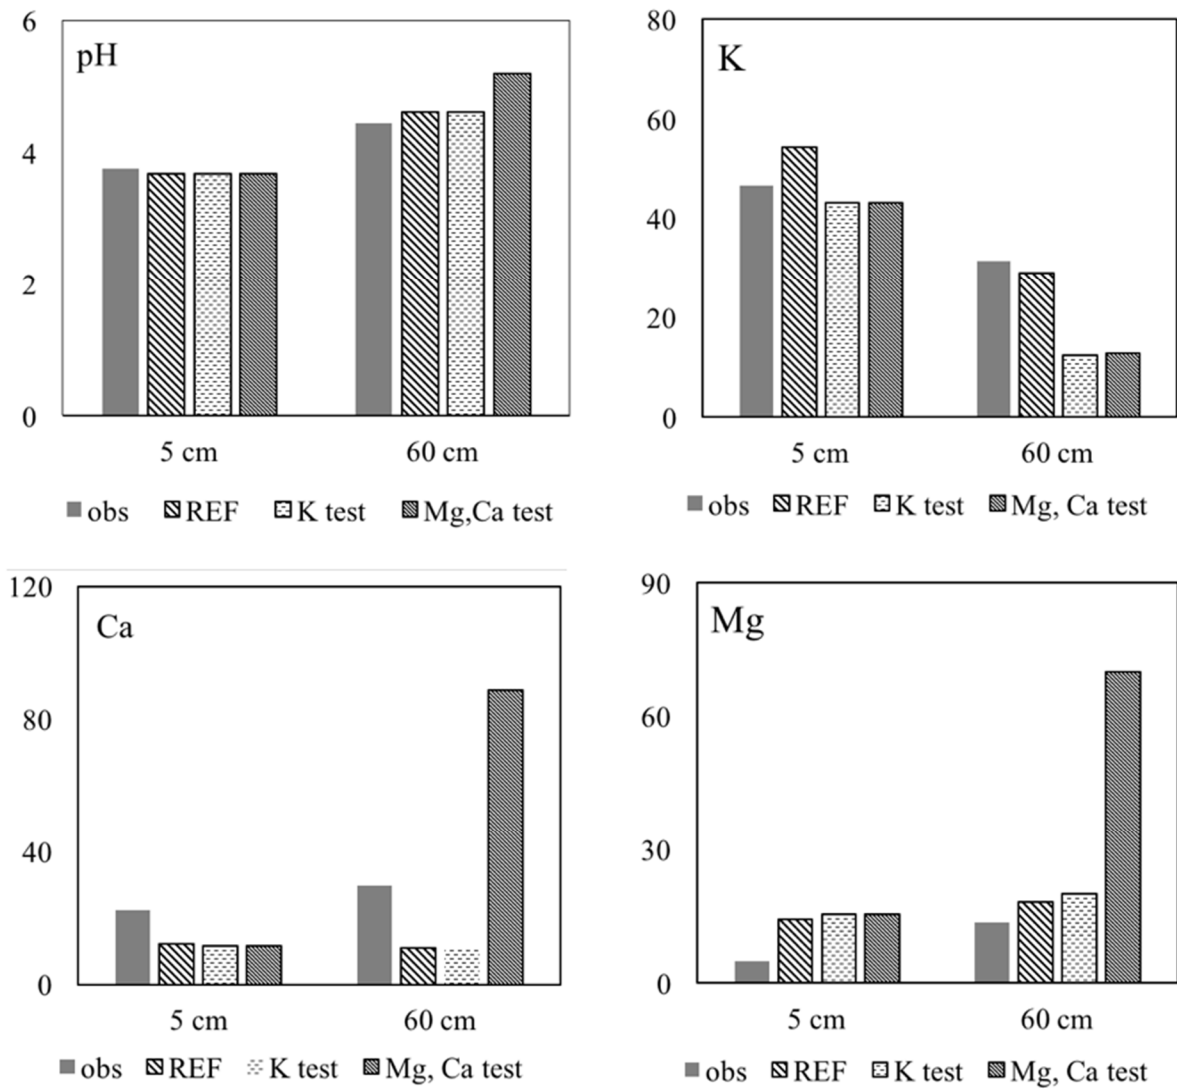 6
pH
4
2
0
5 cm 60 cm
obs REF K test Mg,Ca test
80
K
60
40
20
0
5 cm 60 cm
obs REF K test Mg, Ca test
120
Ca
80
40
0
5 cm 60 cm
obs REF K test Mg, Ca test
90
Mg
60
30
0
5 cm 60 cm
obs REF K test Mg, Ca test